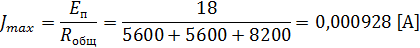 J_max = E_п / R_общ = 18 / (5600 + 5600 + 8200) = 0,000928 [А]